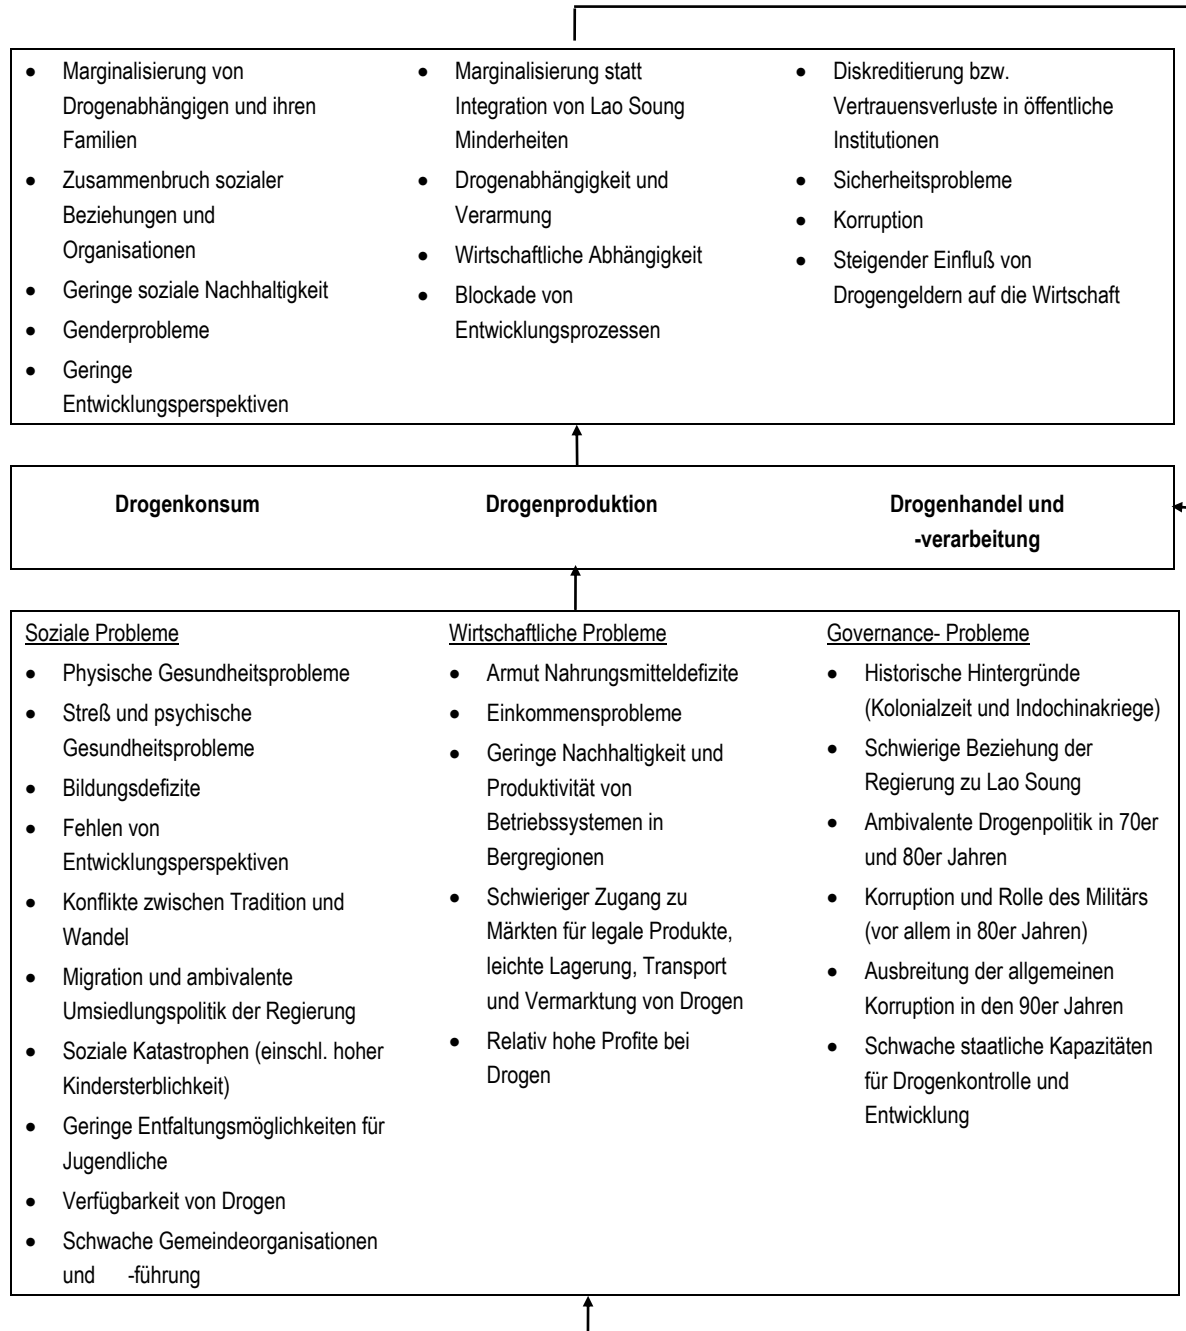 • Marginalisierung von
Drogenabhängigen und ihren
Familien
• Zusammenbruch sozialer
Beziehungen und
Organisationen
• Geringe soziale Nachhaltigkeit
• Genderprobleme
• Geringe
Entwicklungsperspektiven
• Marginalisierung statt
Integration von Lao Soung
Minderheiten
• Drogenabhängigkeit und
Verarmung
• Wirtschaftliche Abhängigkeit
• Blockade von
Entwicklungsprozessen
• Diskreditierung bzw.
Vertrauensverluste in öffentliche
Institutionen
• Sicherheitsprobleme
• Korruption
• Steigender Einfluß von
Drogengeldern auf die Wirtschaft
Drogenkonsum
Drogenproduktion
Drogenhandel und
-verarbeitung
Soziale Probleme
• Physische Gesundheitsprobleme
• Streß und psychische
Gesundheitsprobleme
• Bildungsdefizite
• Fehlen von
Entwicklungsperspektiven
• Konflikte zwischen Tradition und
Wandel
• Migration und ambivalente
Umsiedlungspolitik der Regierung
• Soziale Katastrophen (einschl. hoher
Kindersterblichkeit)
• Geringe Entfaltungsmöglichkeiten für
Jugendliche
• Verfügbarkeit von Drogen
• Schwache Gemeindeorganisationen
und -führung
Wirtschaftliche Probleme
• Armut Nahrungsmitteldefizite
• Einkommensprobleme
• Geringe Nachhaltigkeit und
Produktivität von
Betriebssystemen in
Bergregionen
• Schwieriger Zugang zu
Märkten für legale Produkte,
leichte Lagerung, Transport
und Vermarktung von Drogen
• Relativ hohe Profite bei
Drogen
Governance- Probleme
• Historische Hintergründe
(Kolonialzeit und Indochinakriege)
• Schwierige Beziehung der
Regierung zu Lao Soung
• Ambivalente Drogenpolitik in 70er
und 80er Jahren
• Korruption und Rolle des Militärs
(vor allem in 80er Jahren)
• Ausbreitung der allgemeinen
Korruption in den 90er Jahren
• Schwache staatliche Kapazitäten
für Drogenkontrolle und
Entwicklung